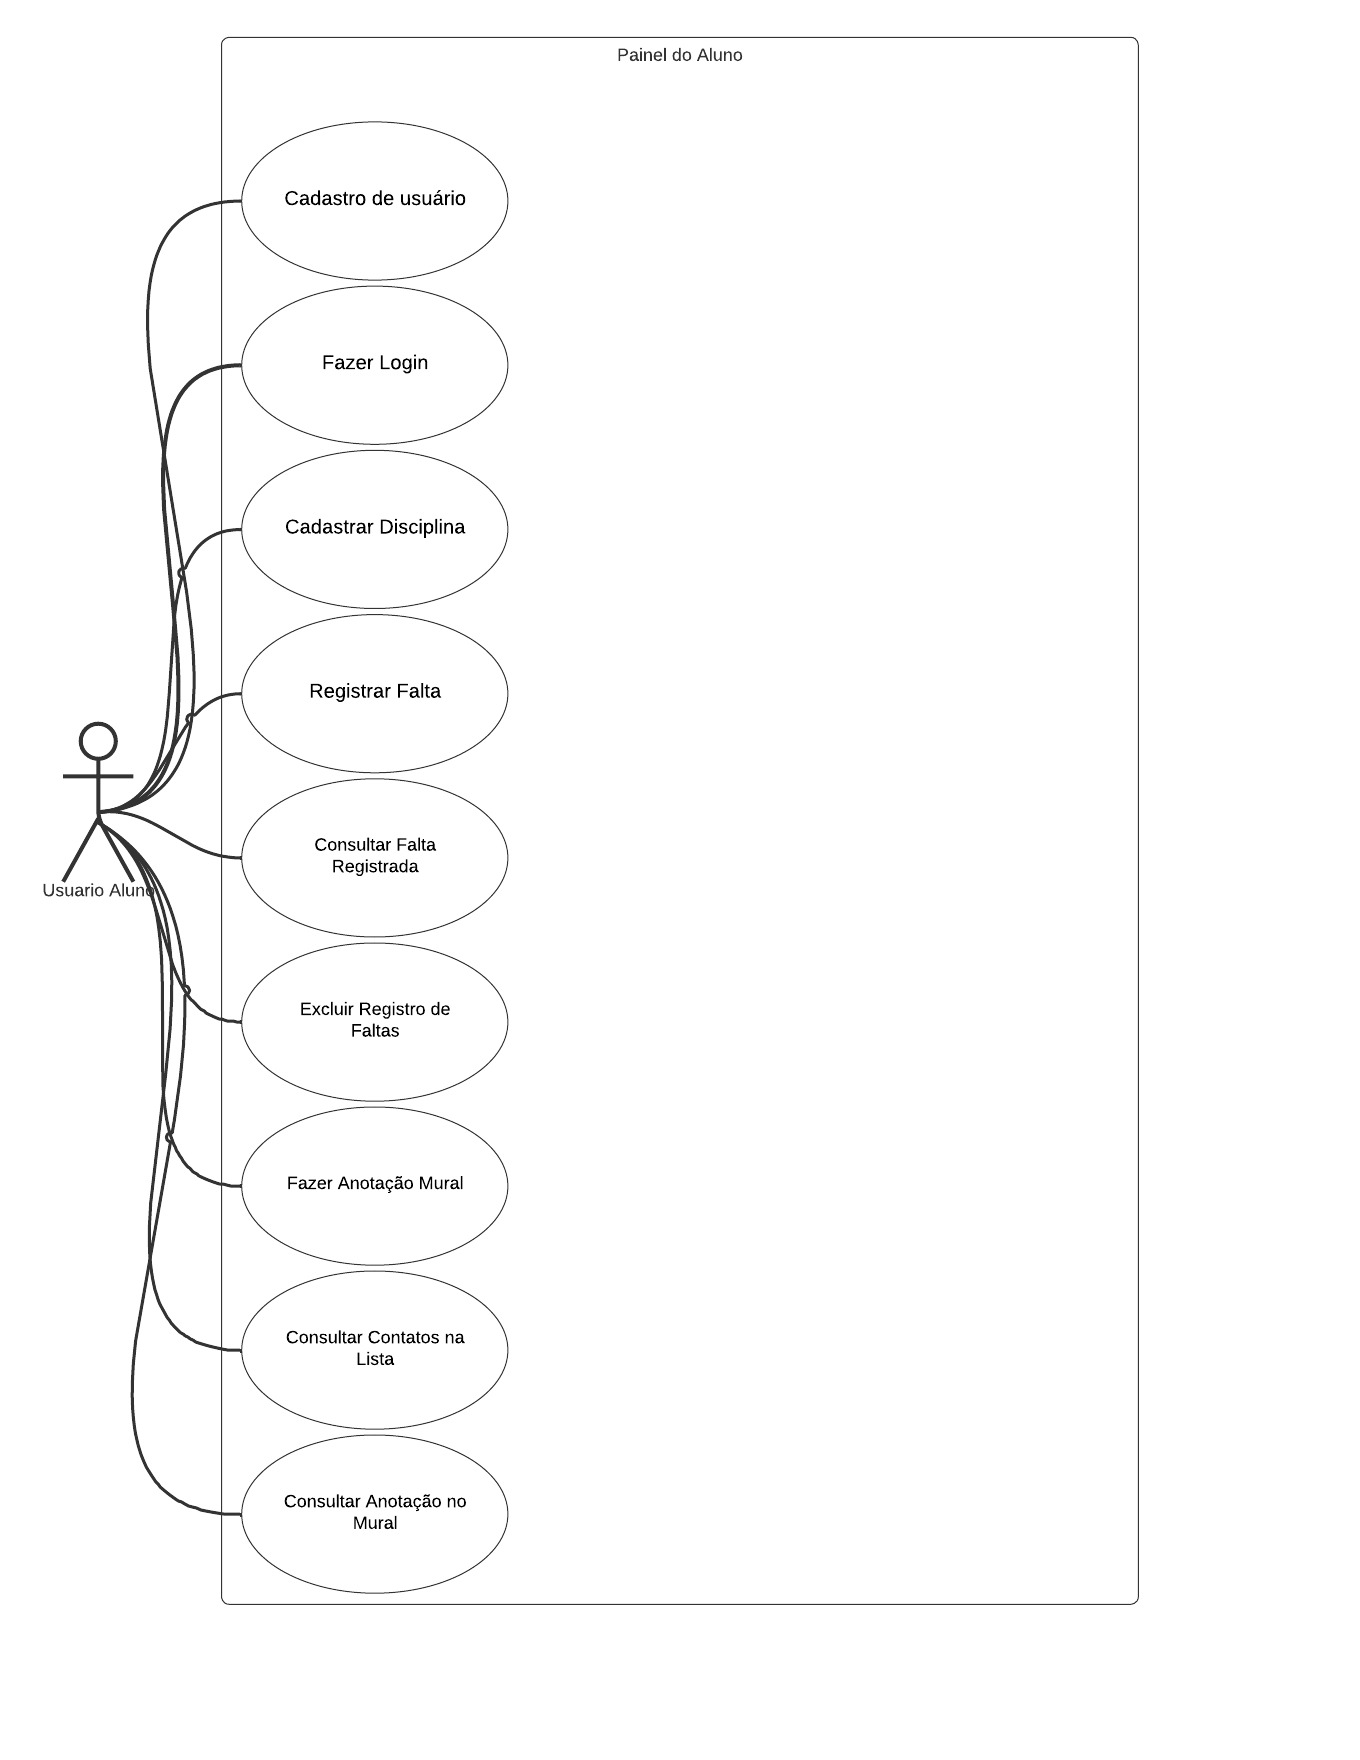 Painel do Aluno
Cadastro de usuário
Fazer Login
Cadastrar Disciplina
Registrar Falta
Consultar Falta
Registrada
Usuario Aluno
Excluir Registro de
Faltas
Fazer Anotação Mural
Consultar Contatos na
Lista
Consultar Anotação no
Mural